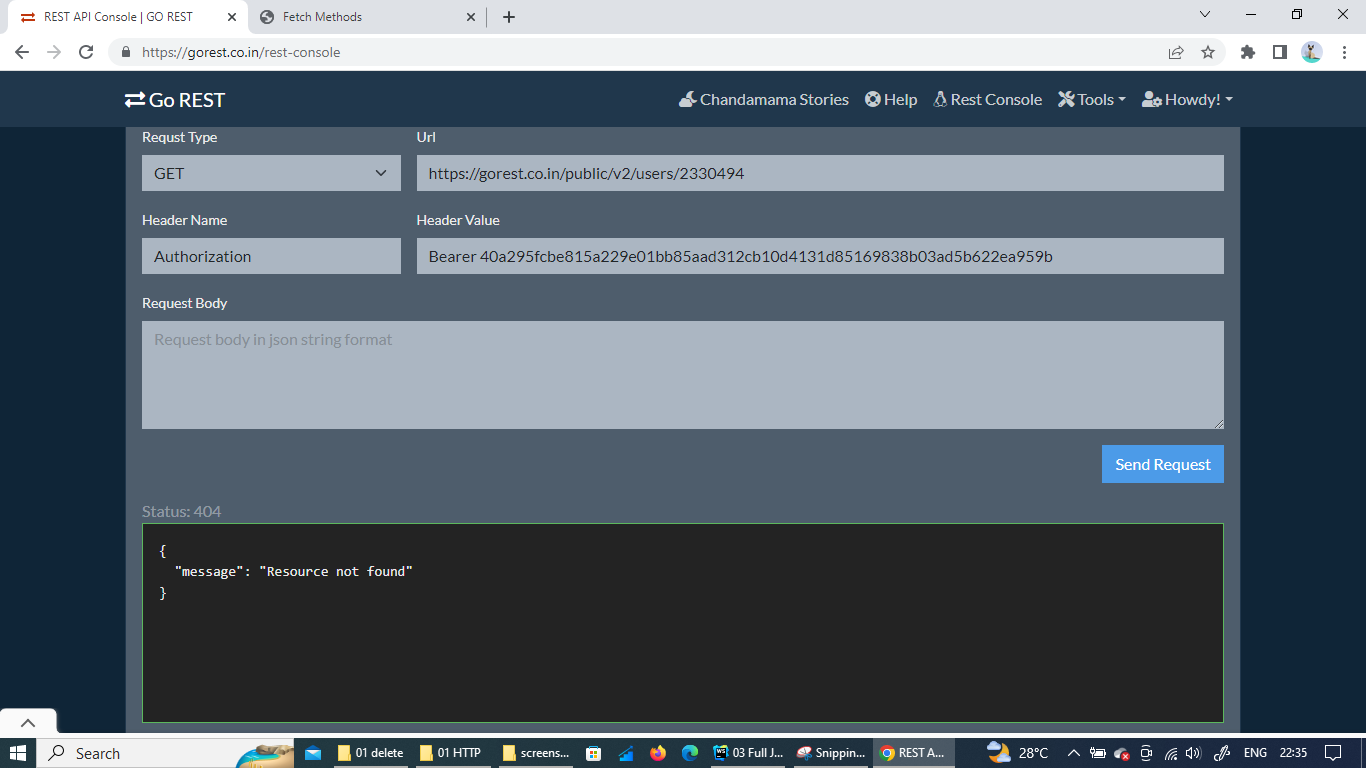 REST API Console | GO REST
Fetch Methods
https://gorest.co.in/rest-console
Go REST
Chandamama Stories
Help
Rest Console
Tools
Howdy!
Requst Type
Url
GET
https://gorest.co.in/public/v2/users/2330494
Header Name
Header Value
Authorization
Bearer 40a295fcbe815a229e01bb85aad312cb10d4131d85169838b03ad5b622ea959b
Request Body
Request body in json string format
Send Request
Status: 404
{
"message": "Resource not found"
}
Search
01 delete
01 HTTP
screens...
03 Full J...
Snippin...
REST A...
28°C
ENG
22:35